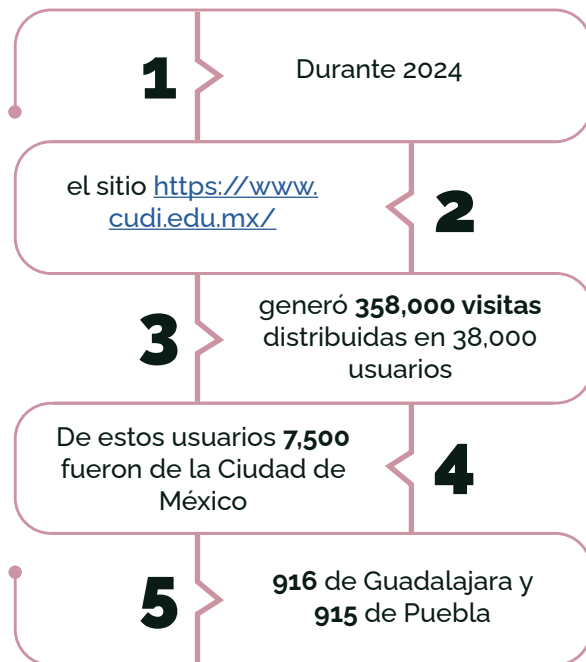 1
Durante 2024
el sitio https://www.
cudi.edu.mx/
2
3
generó 358,000 visitas
distribuidas en 38,000
usuarios
De estos usuarios 7,500
fueron de la Ciudad de
México
4
5
916 de Guadalajara y
915 de Puebla